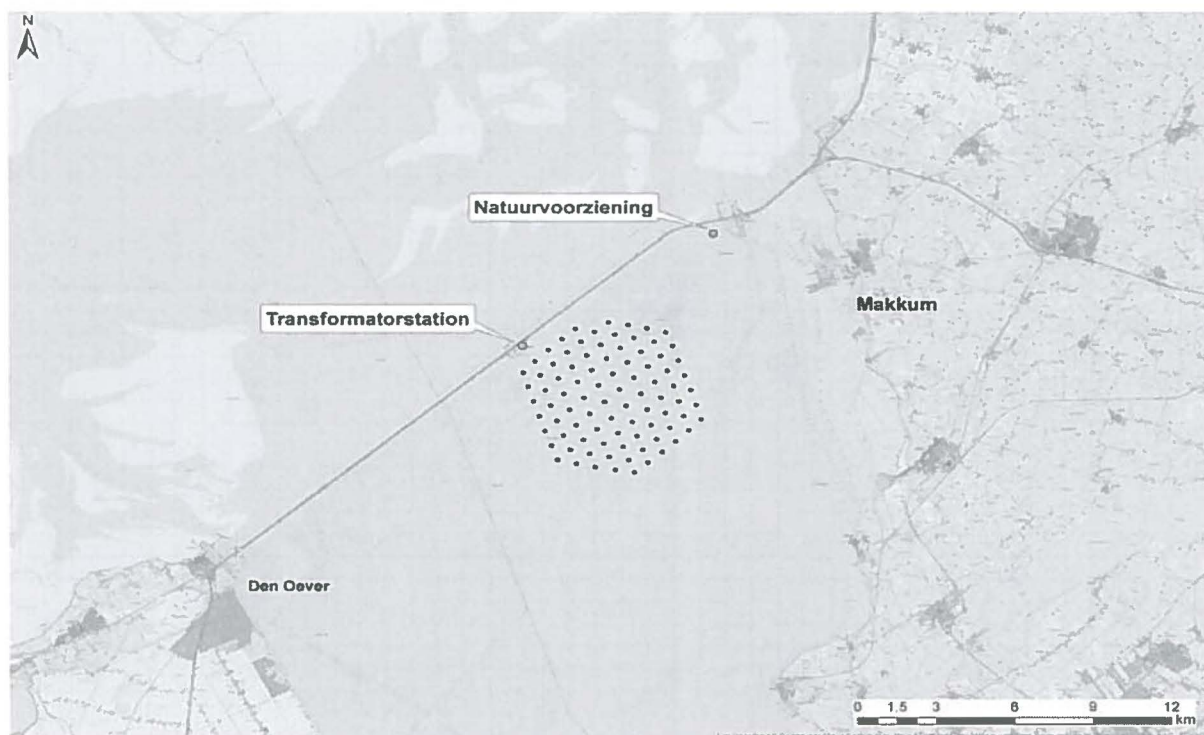 N
Natuurvoorziening
Transformatorstation
Makkum
Den Oever
0 1,5 3 6 9 12
km